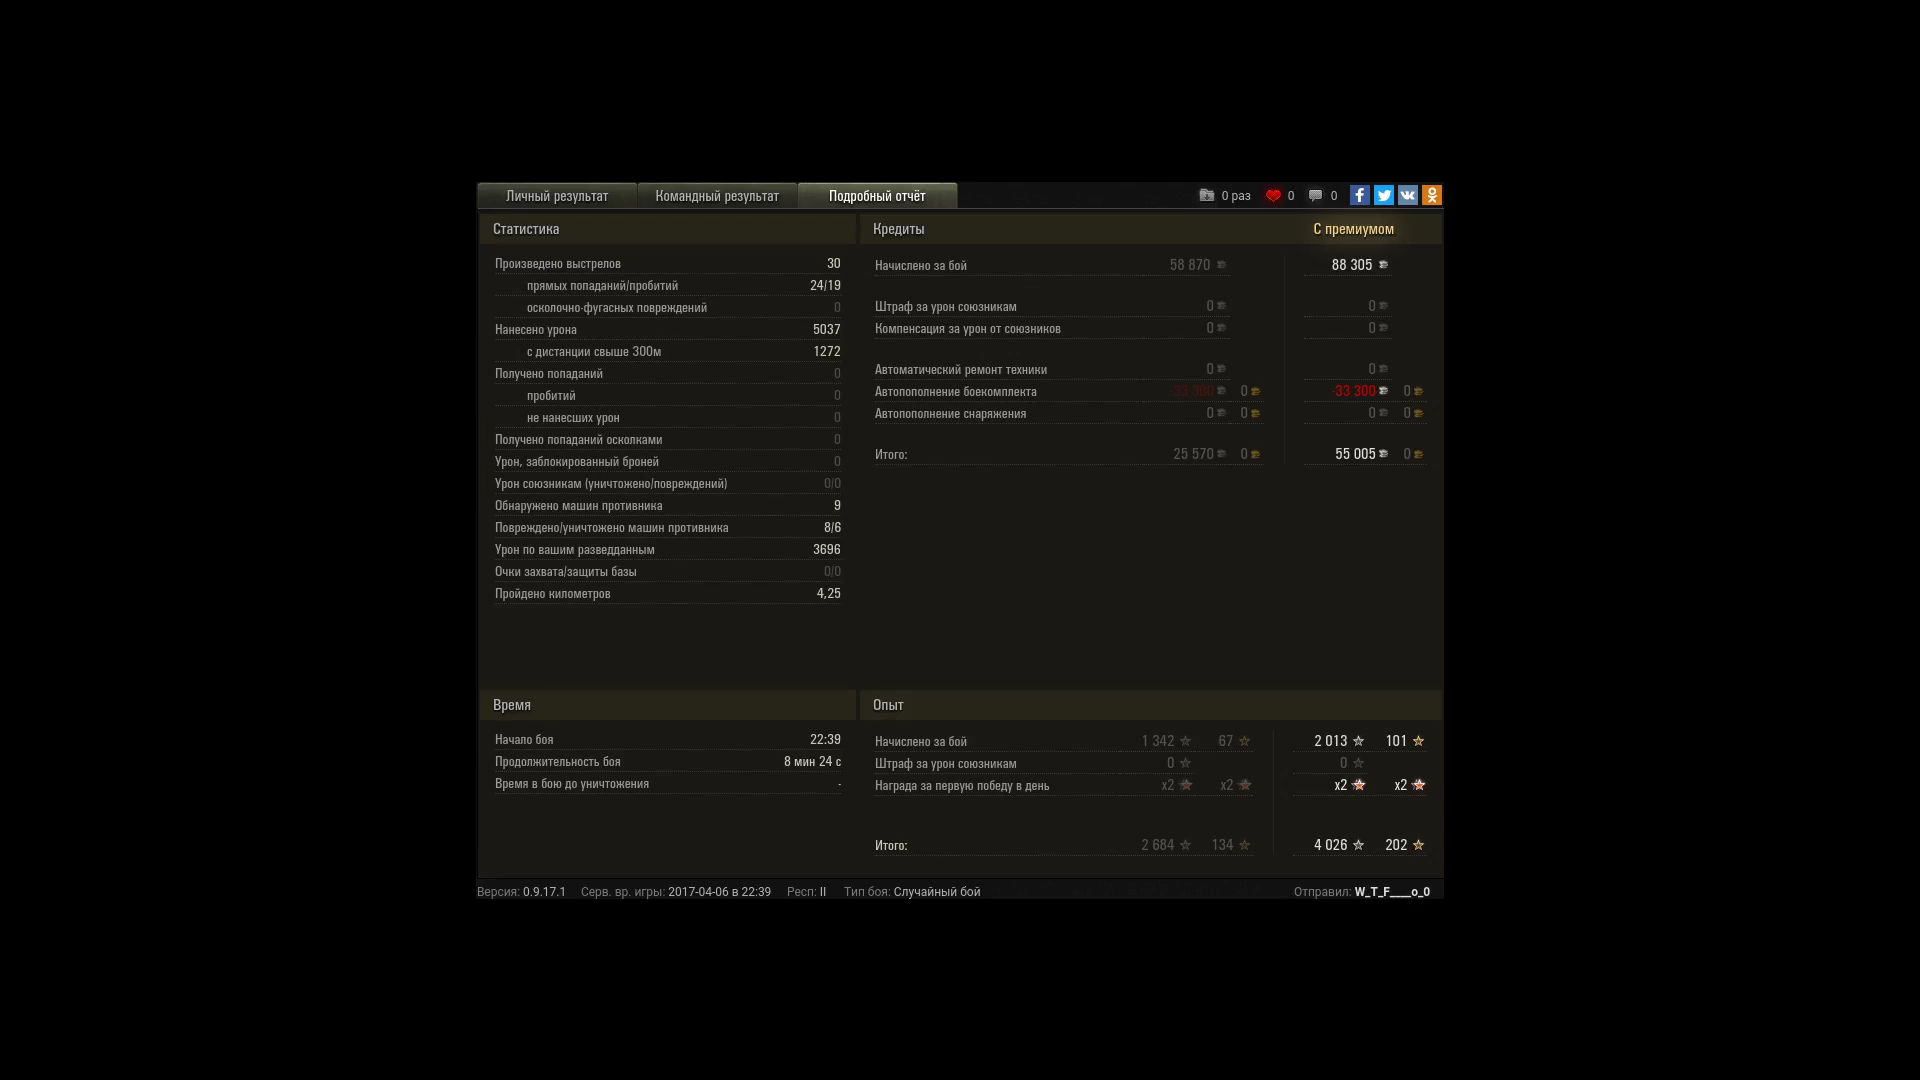 Личный результат Командный результат Подробный отчёт 0 раз 0 0
Статистика
Произведено выстрелов 30
прямых попаданий/пробитий 24/19
осколочно-фугасных повреждений 0
Нанесено урона 5037
с дистанции свыше 300м 1272
Получено попаданий 0
пробитий 0
не нанесших урон 0
Получено попаданий осколками 0
Урон, заблокированный броней 0
Урон союзникам (уничтожено/повреждений) 0/0
Обнаружено машин противника 9
Повреждено/уничтожено машин противника 8/6
Урон по вашим разведданным 3696
Очки захвата/защиты базы 0/0
Пройдено километров 4,25
Кредиты С премиумом
Начислено за бой 58 870 88 305
Штраф за урон союзникам 0 0
Компенсация за урон от союзников 0 0
Автоматический ремонт техники 0 0
Автопополнение боекомплекта -33 300 0 -33 300 0
Автопополнение снаряжения 0 0 0 0
Итого: 25 570 0 55 005 0
Время
Начало боя 22:39
Продолжительность боя 8 мин 24 с
Время в бою до уничтожения -
Опыт
Начислено за бой 1 342 67 2 013 101
Штраф за урон союзникам 0 0
Награда за первую победу в день x2 x2 x2 x2
Итого: 2 684 134 4 026 202
Версия: 0.9.17.1 Серв. вр. игры: 2017-04-06 в 22:39 Респ: II Тип боя: Случайный бой Отправил: W_T_F____o_0